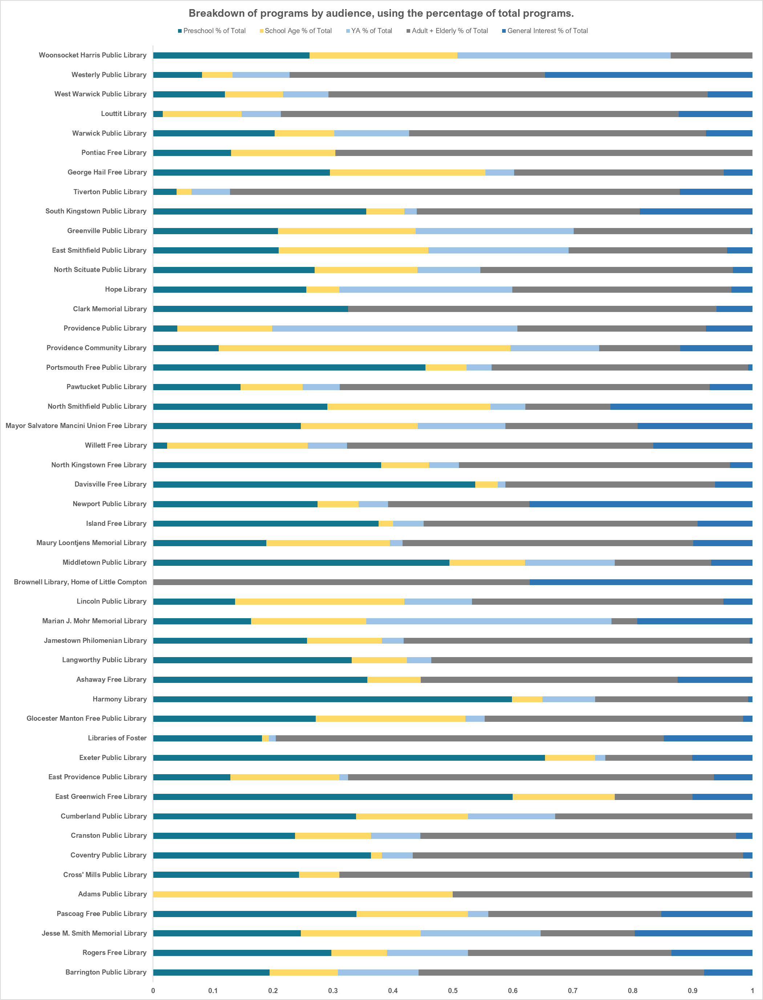 Breakdown of programs by audience, using the percentage of total programs.
Preschool % of Total School Age % of Total YA % of Total Adult + Elderly % of Total General Interest % of Total
Woonsocket Harris Public Library
Westerly Public Library
West Warwick Public Library
Louttit Library
Warwick Public Library
Pontiac Free Library
George Hail Free Library
Tiverton Public Library
South Kingstown Public Library
Greenville Public Library
East Smithfield Public Library
North Scituate Public Library
Hope Library
Clark Memorial Library
Providence Public Library
Providence Community Library
Portsmouth Free Public Library
Pawtucket Public Library
North Smithfield Public Library
Mayor Salvatore Mancini Union Free Library
Willett Free Library
North Kingstown Free Library
Davisville Free Library
Newport Public Library
Island Free Library
Maury Loontjens Memorial Library
Middletown Public Library
Brownell Library, Home of Little Compton
Lincoln Public Library
Marian J. Mohr Memorial Library
Jamestown Philomenian Library
Langworthy Public Library
Ashaway Free Library
Harmony Library
Glocester Manton Free Public Library
Libraries of Foster
Exeter Public Library
East Providence Public Library
East Greenwich Free Library
Cumberland Public Library
Cranston Public Library
Coventry Public Library
Cross' Mills Public Library
Adams Public Library
Pascoag Free Public Library
Jesse M. Smith Memorial Library
Rogers Free Library
Barrington Public Library
0 0.1 0.2 0.3 0.4 0.5 0.6 0.7 0.8 0.9 1